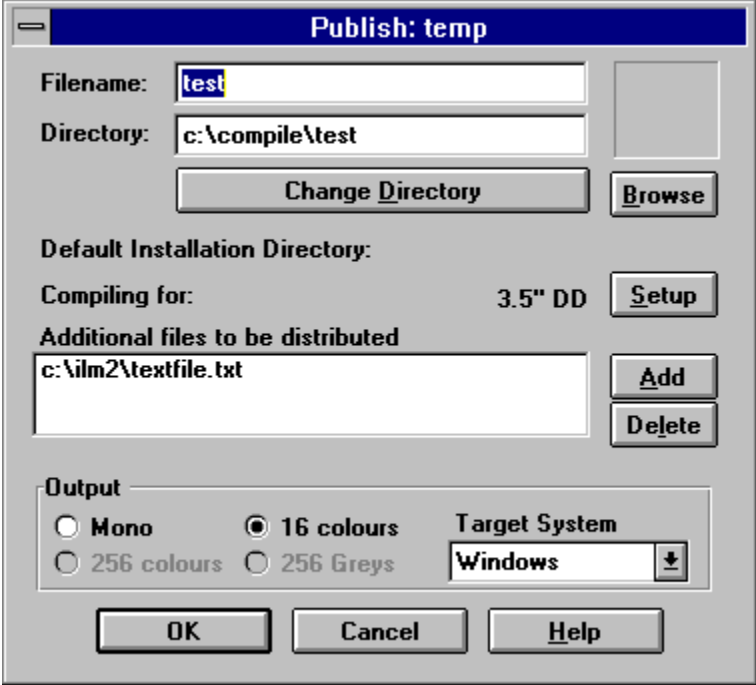 Publish: temp
Filename: test
Directory: c:\compile\test
Change Directory Browse
Default Installation Directory:
Compiling for: 3.5" DD Setup
Additional files to be distributed
c:\ilm2\textfile.txt Add
Delete
Output
Mono 16 colours Target System
256 colours 256 Greys Windows
OK Cancel Help